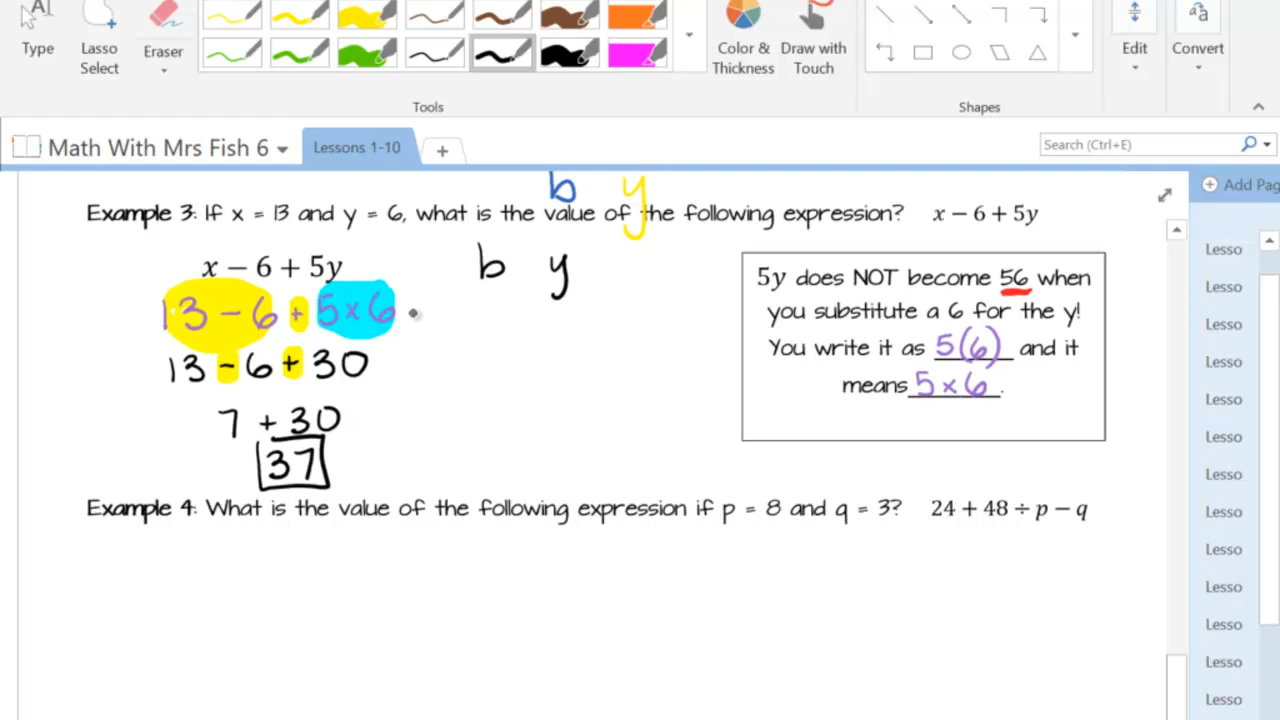 Type
Lasso Select
Eraser
Color & Thickness
Draw with Touch
Edit
Convert
Tools
Shapes
Math With Mrs Fish 6
Lessons 1-10
+
Search (Ctrl+E)
Add Pag
b y
Example 3: If x = 13 and y = 6, what is the value of the following expression? x − 6 + 5y
x − 6 + 5y
b y
13 − 6 + 5 × 6
13 − 6 + 30
7 + 30
37
5y does NOT become 56 when
you substitute a 6 for the y!
You write it as 5(6) and it
means 5 × 6.
Example 4: What is the value of the following expression if p = 8 and q = 3? 24 + 48 ÷ p − q
Lesso
Lesso
Lesso
Lesso
Lesso
Lesso
Lesso
Lesso
Lesso
Lesso
Lesso
Lesso
Lesso